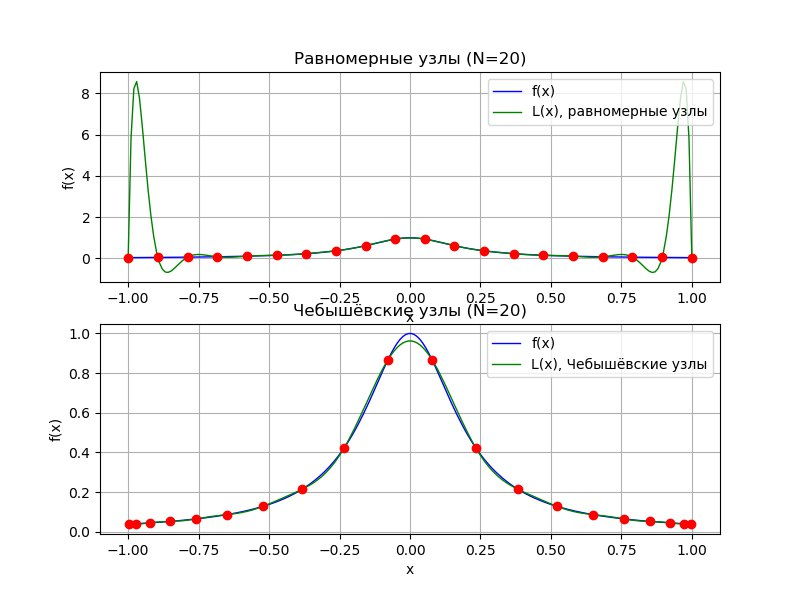 Равномерные узлы (N=20)
f(x)
L(x), равномерные узлы
f(x)
8
6
4
2
0
−1.00 −0.75 −0.50 −0.25 0.00 0.25 0.50 0.75 1.00
x
Чебышёвские узлы (N=20)
f(x)
L(x), Чебышёвские узлы
f(x)
1.0
0.8
0.6
0.4
0.2
0.0
−1.00 −0.75 −0.50 −0.25 0.00 0.25 0.50 0.75 1.00
x